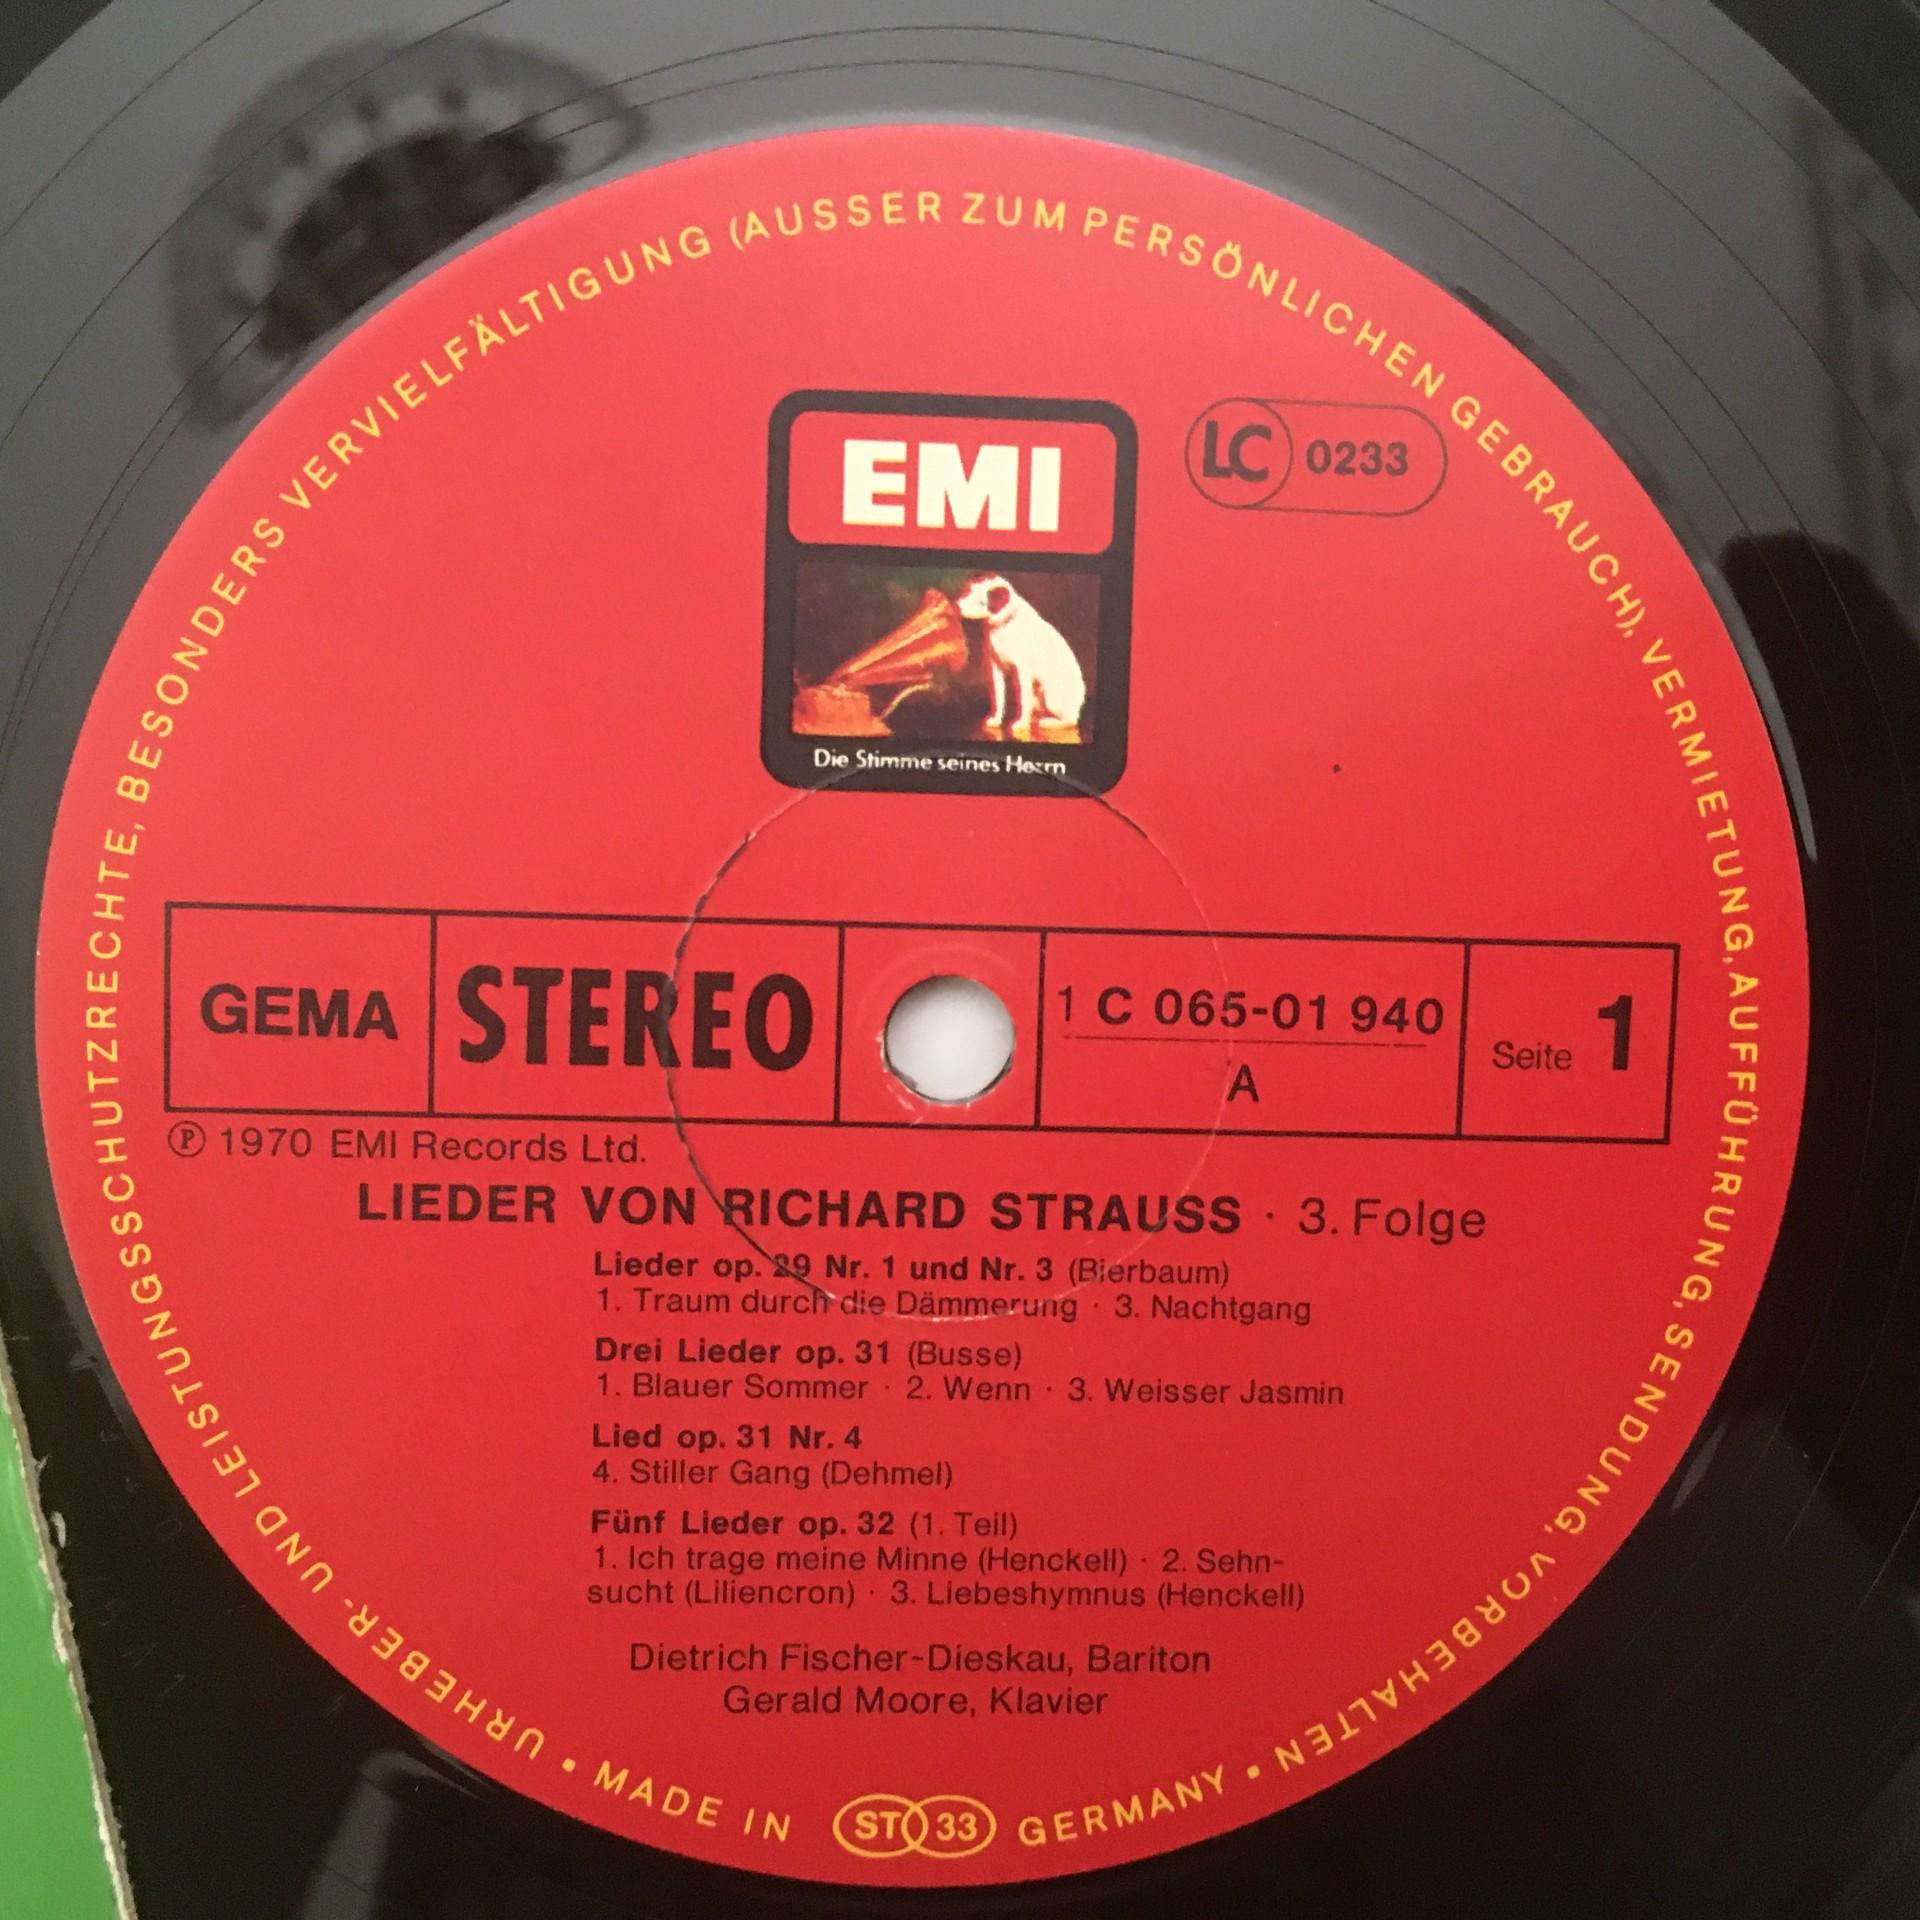 URHEBER- UND LEISTUNGSSCHUTZRECHTE, BESONDERS VERVIELFÄLTIGUNG (AUSSER ZUM PERSÖNLICHEN GEBRAUCH), VERMIETUNG, AUFFÜHRUNG, SENDUNG, VORBEHALTEN •
EMI
LC 0233
Die Stimme seines Herrn
GEMA
STEREO
1 C 065-01 940
A
Seite 1
℗ 1970 EMI Records Ltd.
LIEDER VON RICHARD STRAUSS · 3. Folge
Lieder op. 29 Nr. 1 und Nr. 3 (Bierbaum)
1. Traum durch die Dämmerung · 3. Nachtgang
Drei Lieder op. 31 (Busse)
1. Blauer Sommer · 2. Wenn · 3. Weisser Jasmin
Lied op. 31 Nr. 4
4. Stiller Gang (Dehmel)
Fünf Lieder op. 32 (1. Teil)
1. Ich trage meine Minne (Henckell) · 2. Sehn-
sucht (Liliencron) · 3. Liebeshymnus (Henckell)
Dietrich Fischer-Dieskau, Bariton
Gerald Moore, Klavier
• MADE IN ST 33 GERMANY